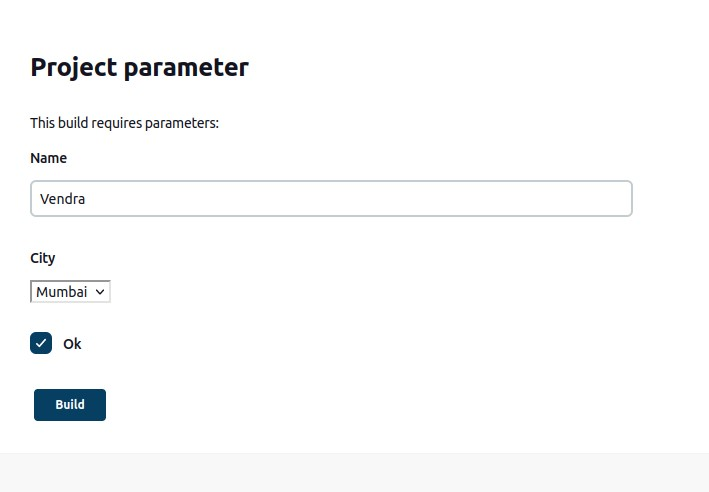 Project parameter
This build requires parameters:
Name
Vendra
City
Mumbai
Ok
Build